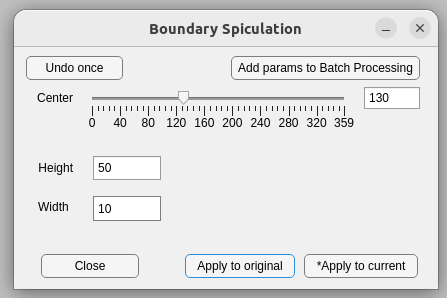 Boundary Spiculation
Undo once
Add params to Batch Processing
Center
130
0 40 80 120 160 200 240 280 320 359
Height
50
Width
10
Close
Apply to original
*Apply to current